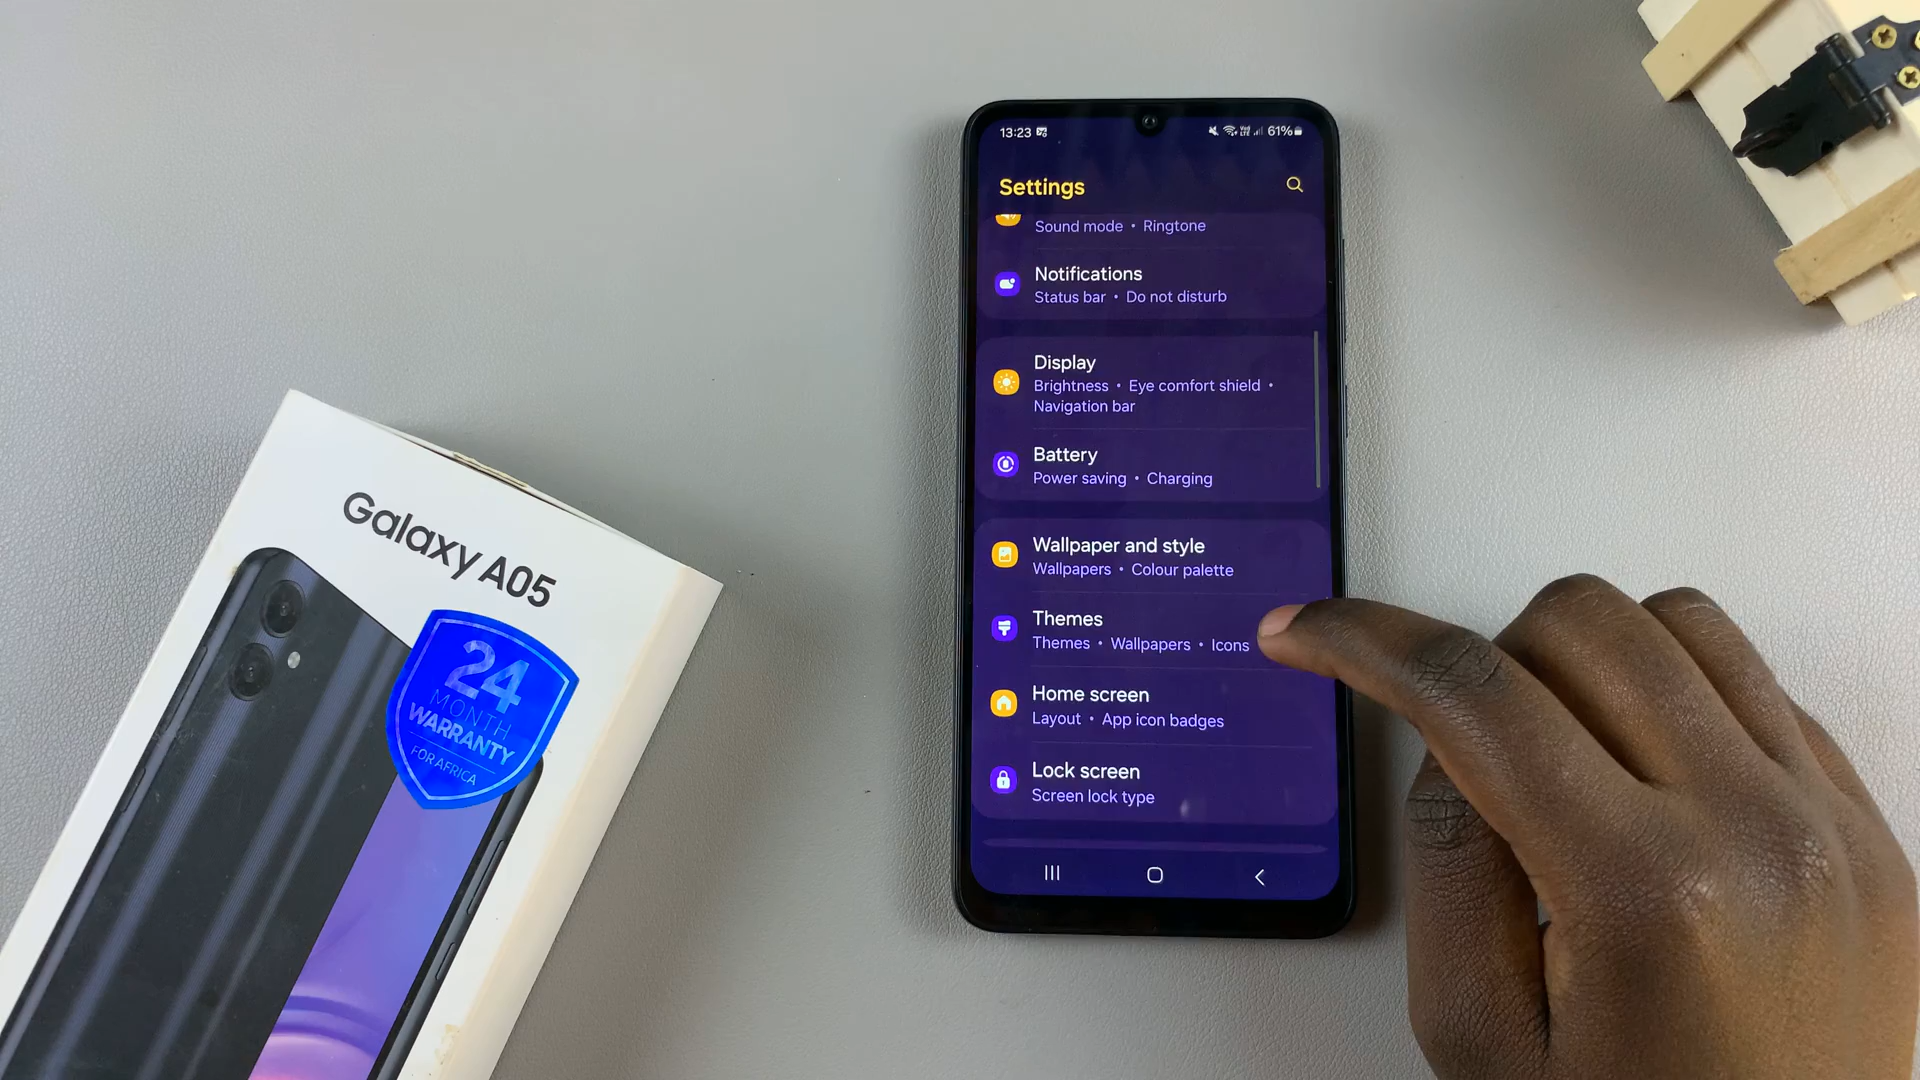 Galaxy A05
24
MONTH
WARRANTY
FOR AFRICA
13:23
61%
Settings
Sound mode • Ringtone
Notifications
Status bar • Do not disturb
Display
Brightness • Eye comfort shield •
Navigation bar
Battery
Power saving • Charging
Wallpaper and style
Wallpapers • Colour palette
Themes
Themes • Wallpapers • Icons
Home screen
Layout • App icon badges
Lock screen
Screen lock type